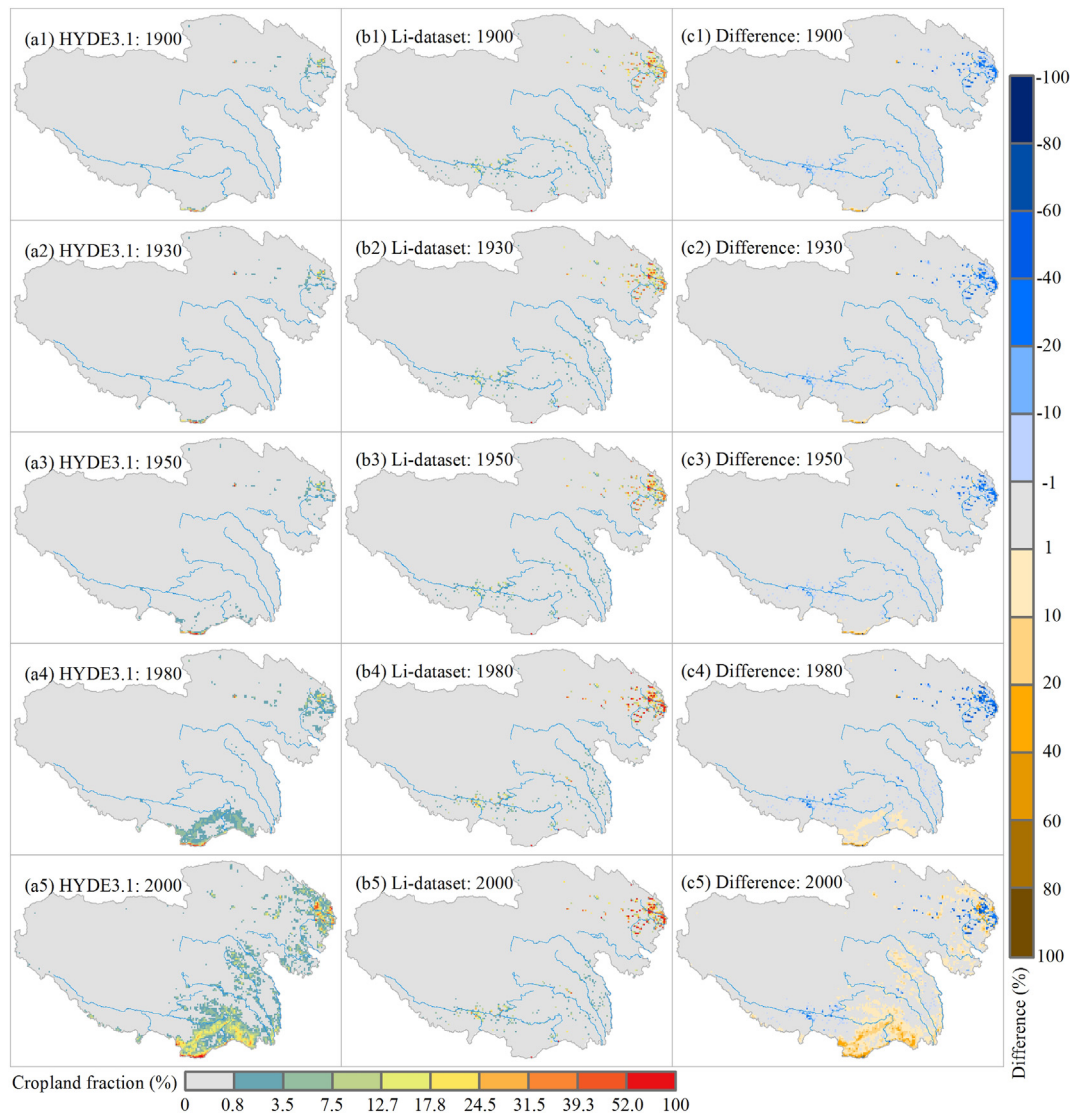 (a1) HYDE3.1: 1900
(b1) Li-dataset: 1900
(c1) Difference: 1900
(a2) HYDE3.1: 1930
(b2) Li-dataset: 1930
(c2) Difference: 1930
(a3) HYDE3.1: 1950
(b3) Li-dataset: 1950
(c3) Difference: 1950
(a4) HYDE3.1: 1980
(b4) Li-dataset: 1980
(c4) Difference: 1980
(a5) HYDE3.1: 2000
(b5) Li-dataset: 2000
(c5) Difference: 2000
-100
-80
-60
-40
-20
-10
-1
1
10
20
40
60
80
100
Difference (%)
Cropland fraction (%)
0 0.8 3.5 7.5 12.7 17.8 24.5 31.5 39.3 52.0 100